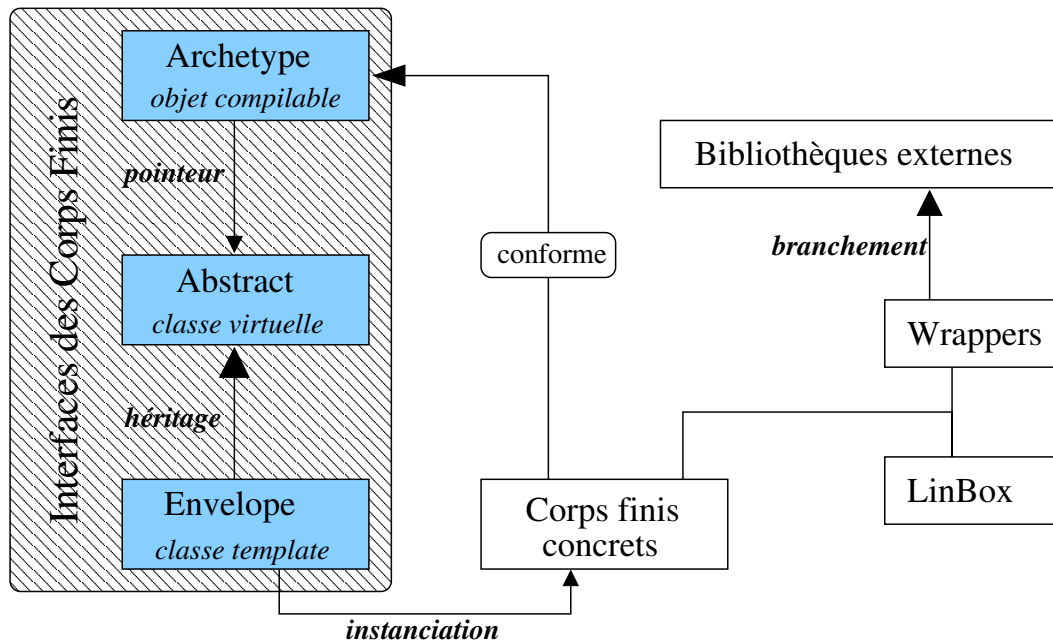 Interfaces des Corps Finis
Archetype
objet compilable
pointeur
Abstract
classe virtuelle
héritage
Envelope
classe template
instanciation
conforme
Corps finis
concrets
Bibliothèques externes
branchement
Wrappers
LinBox